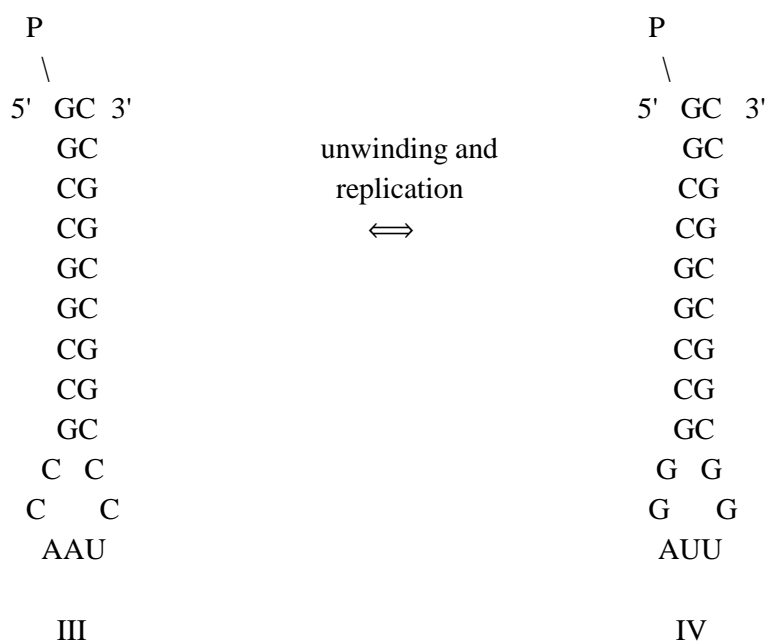 P P
\ \
5' GC 3' 5' GC 3'
GC unwinding and GC
CG replication CG
CG ⟺ CG
GC GC
GC GC
CG CG
CG CG
GC GC
C C G G
C C G G
AAU AUU
III IV